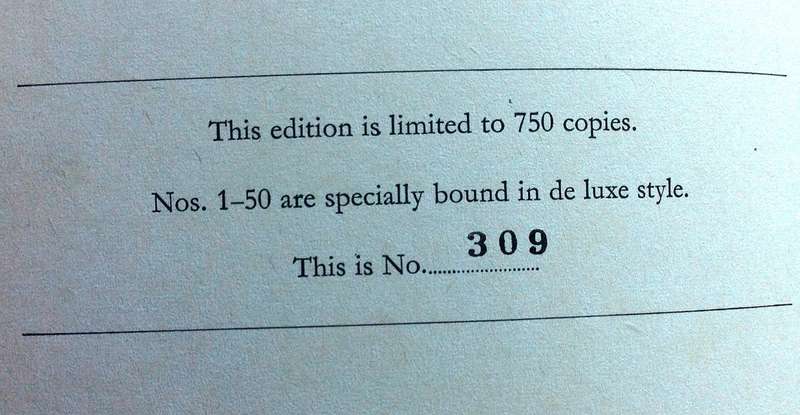 This edition is limited to 750 copies.
Nos. 1–50 are specially bound in de luxe style.
This is No........................ 309